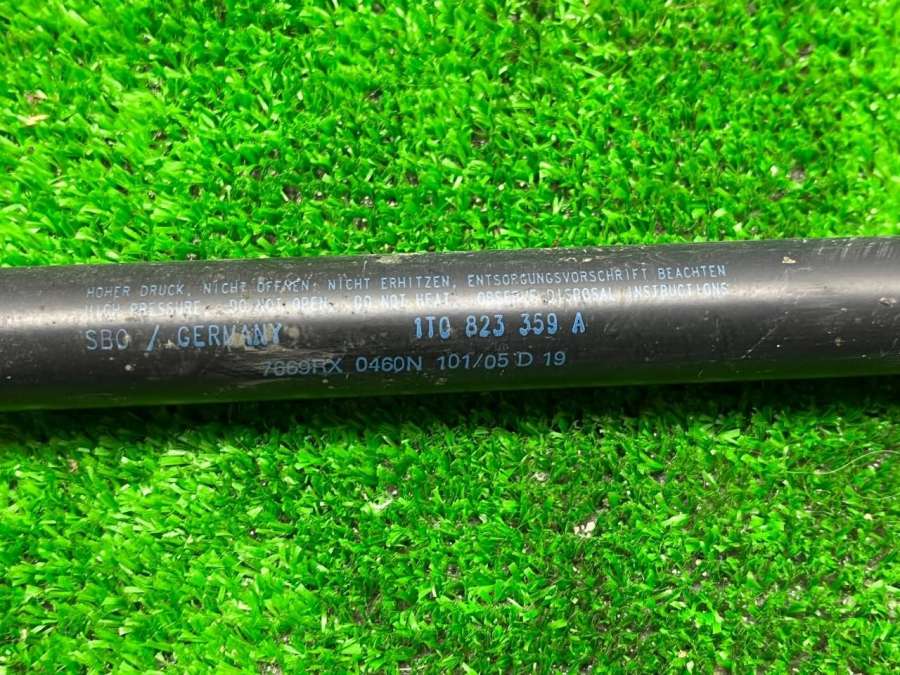 HOHER DRUCK, NICHT ÖFFNEN, NICHT ERHITZEN, ENTSORGUNGSVORSCHRIFT BEACHTEN
HIGH PRESSURE DO NOT OPEN DO NOT HEAT OBSERVE DISPOSAL INSTRUCTIONS
SBO / GERMANY 1T0 823 359 A
7669RX 0460N 101/05 D 19